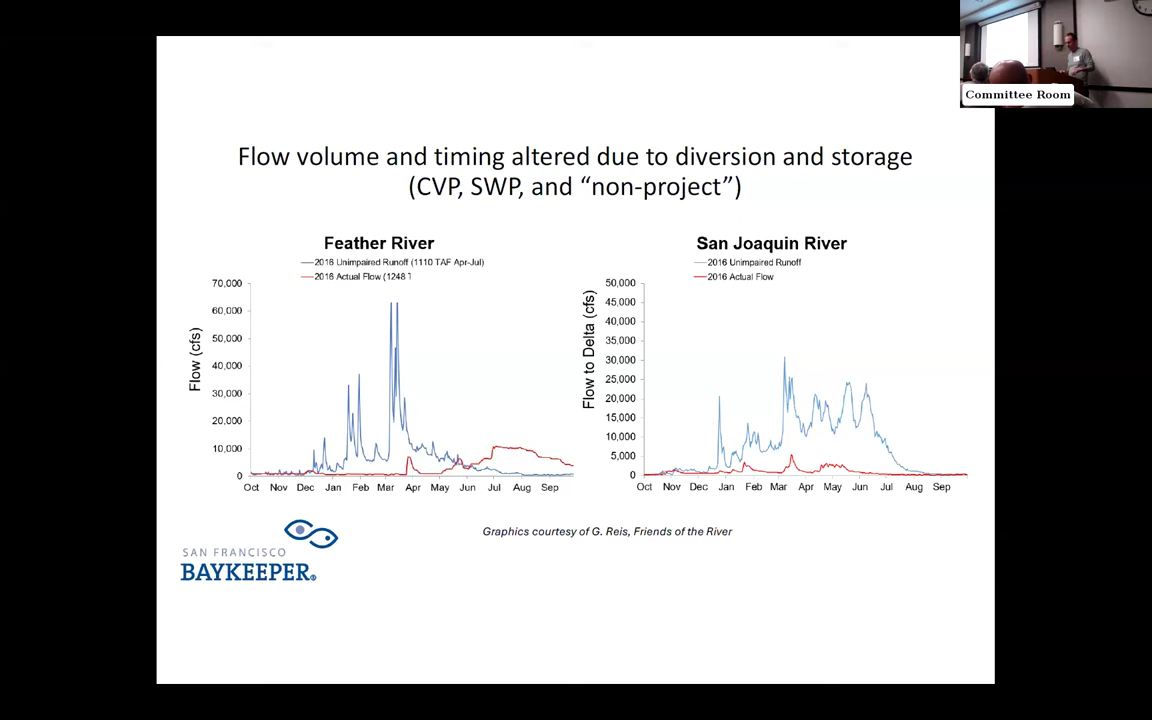 Committee Room
Flow volume and timing altered due to diversion and storage
(CVP, SWP, and “non-project”)
Feather River
2016 Unimpaired Runoff (1110 TAF Apr-Jul)
2016 Actual Flow (1248 T
Flow (cfs)
70,000
60,000
50,000
40,000
30,000
20,000
10,000
0
Oct Nov Dec Jan Feb Mar Apr May Jun Jul Aug Sep
San Joaquin River
2016 Unimpaired Runoff
2016 Actual Flow
Flow to Delta (cfs)
50,000
45,000
40,000
35,000
30,000
25,000
20,000
15,000
10,000
5,000
0
Oct Nov Dec Jan Feb Mar Apr May Jun Jul Aug Sep
Graphics courtesy of G. Reis, Friends of the River
SAN FRANCISCO
BAYKEEPER®